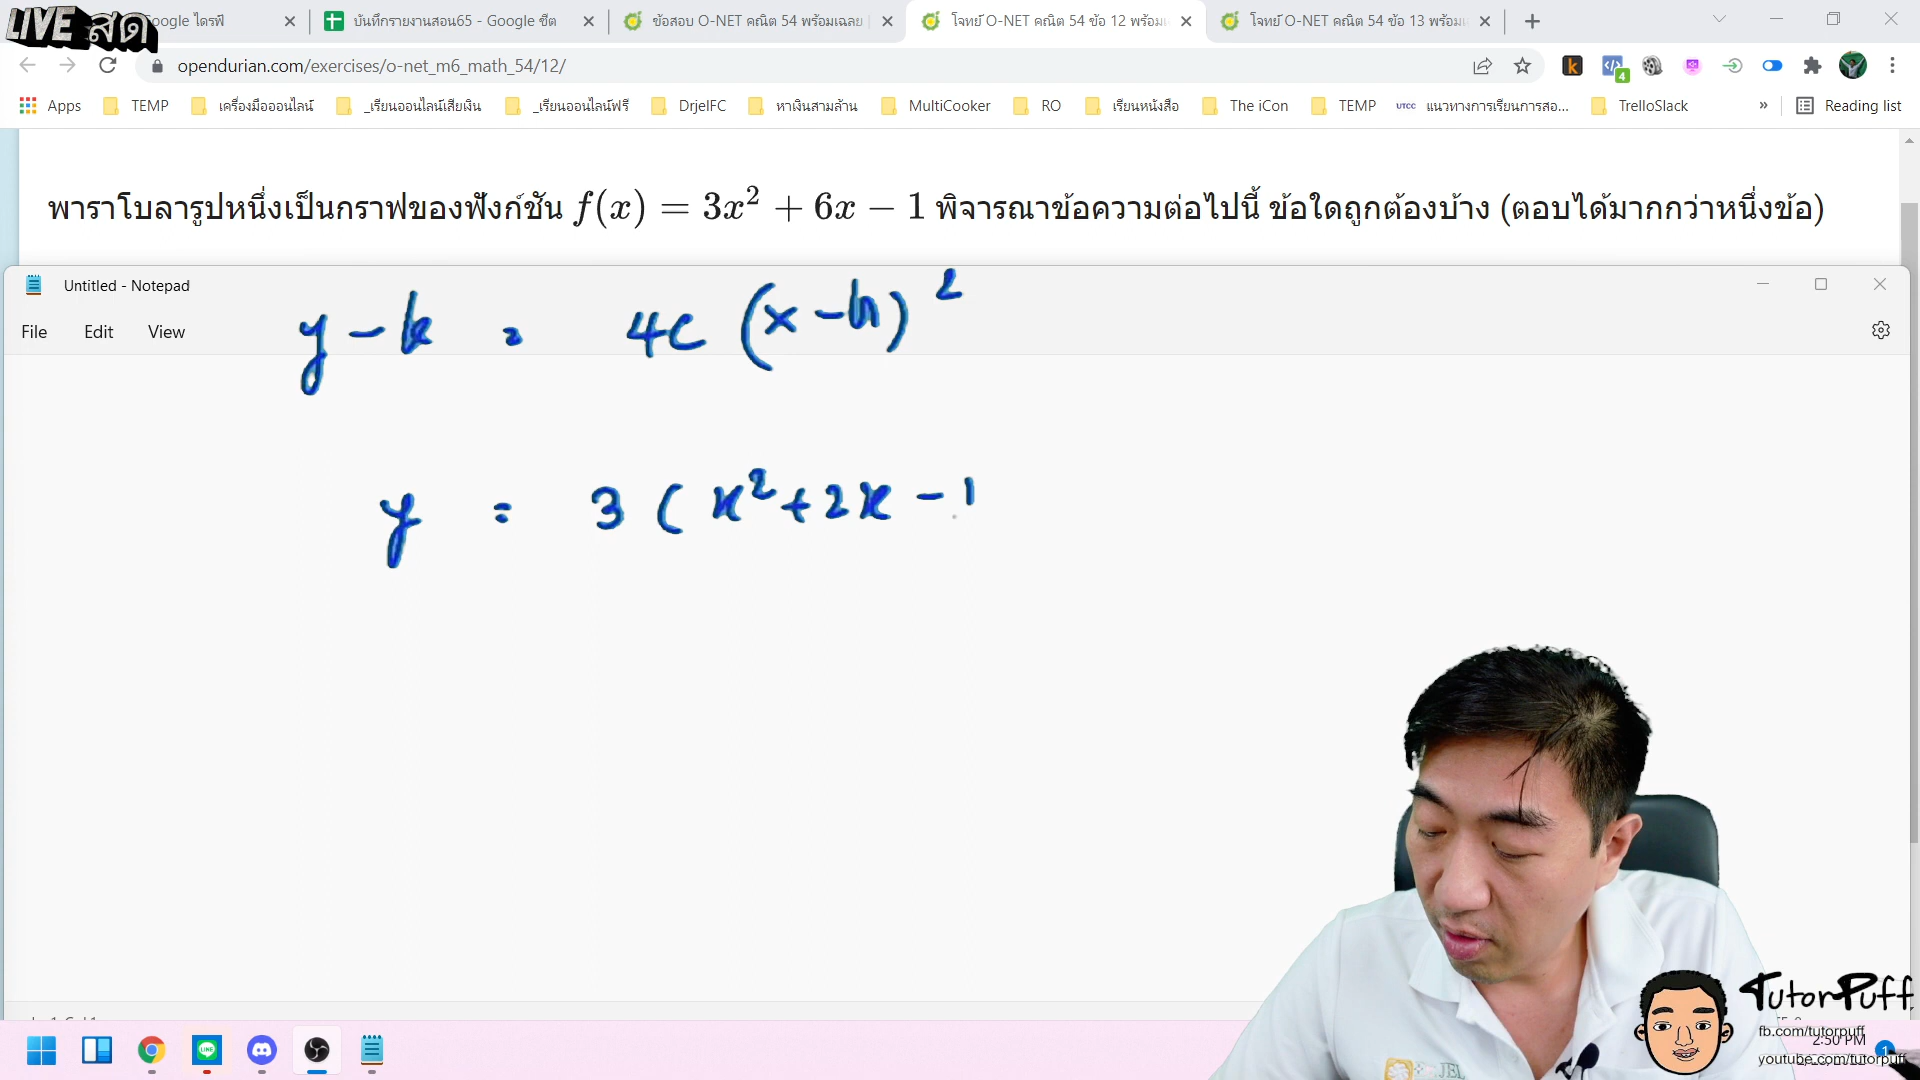 LIVE สด
Google ไดรฟ์
บันทึกรายงานสอน65 - Google ชีต
ข้อสอบ O-NET คณิต 54 พร้อมเฉลย |
โจทย์ O-NET คณิต 54 ข้อ 12 พร้อมเ
โจทย์ O-NET คณิต 54 ข้อ 13 พร้อมเ
opendurian.com/exercises/o-net_m6_math_54/12/
4
Apps TEMP เครื่องมือออนไลน์ _เรียนออนไลน์เสียเงิน _เรียนออนไลน์ฟรี DrjelFC หาเงินสามล้าน MultiCooker RO เรียนหนังสือ The iCon TEMP UTCC แนวทางการเรียนการสอ... TrelloSlack » Reading list
พาราโบลารูปหนึ่งเป็นกราฟของฟังก์ชัน f(x) = 3x² + 6x − 1 พิจารณาข้อความต่อไปนี้ ข้อใดถูกต้องบ้าง (ตอบได้มากกว่าหนึ่งข้อ)
Untitled - Notepad
File Edit View
y - k = 4c (x - h)²
y = 3 ( x² + 2x - 1
JEL
TutorPuff
fb.com/tutorpuff
2:50 PM
youtube.com/tutorpuff
1